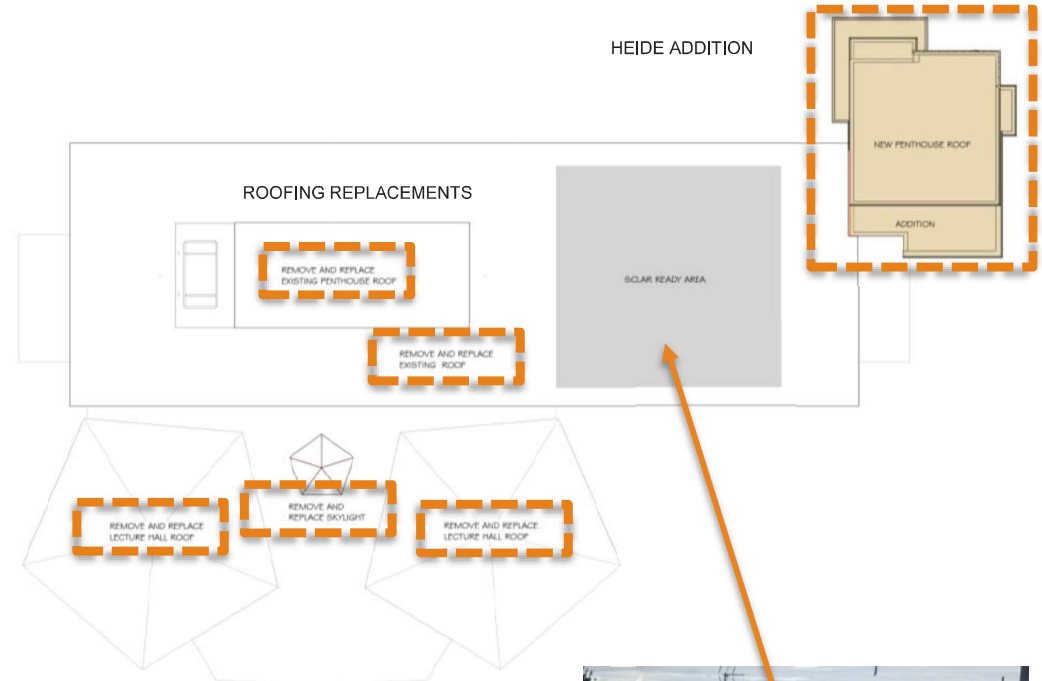 HEIDE ADDITION
NEW PENTHOUSE ROOF
ADDITION
ROOFING REPLACEMENTS
REMOVE AND REPLACE
EXISTING PENTHOUSE ROOF
SOLAR READY AREA
REMOVE AND REPLACE
EXISTING ROOF
REMOVE AND REPLACE
LECTURE HALL ROOF
REMOVE AND
REPLACE SKYLIGHT
REMOVE AND REPLACE
LECTURE HALL ROOF